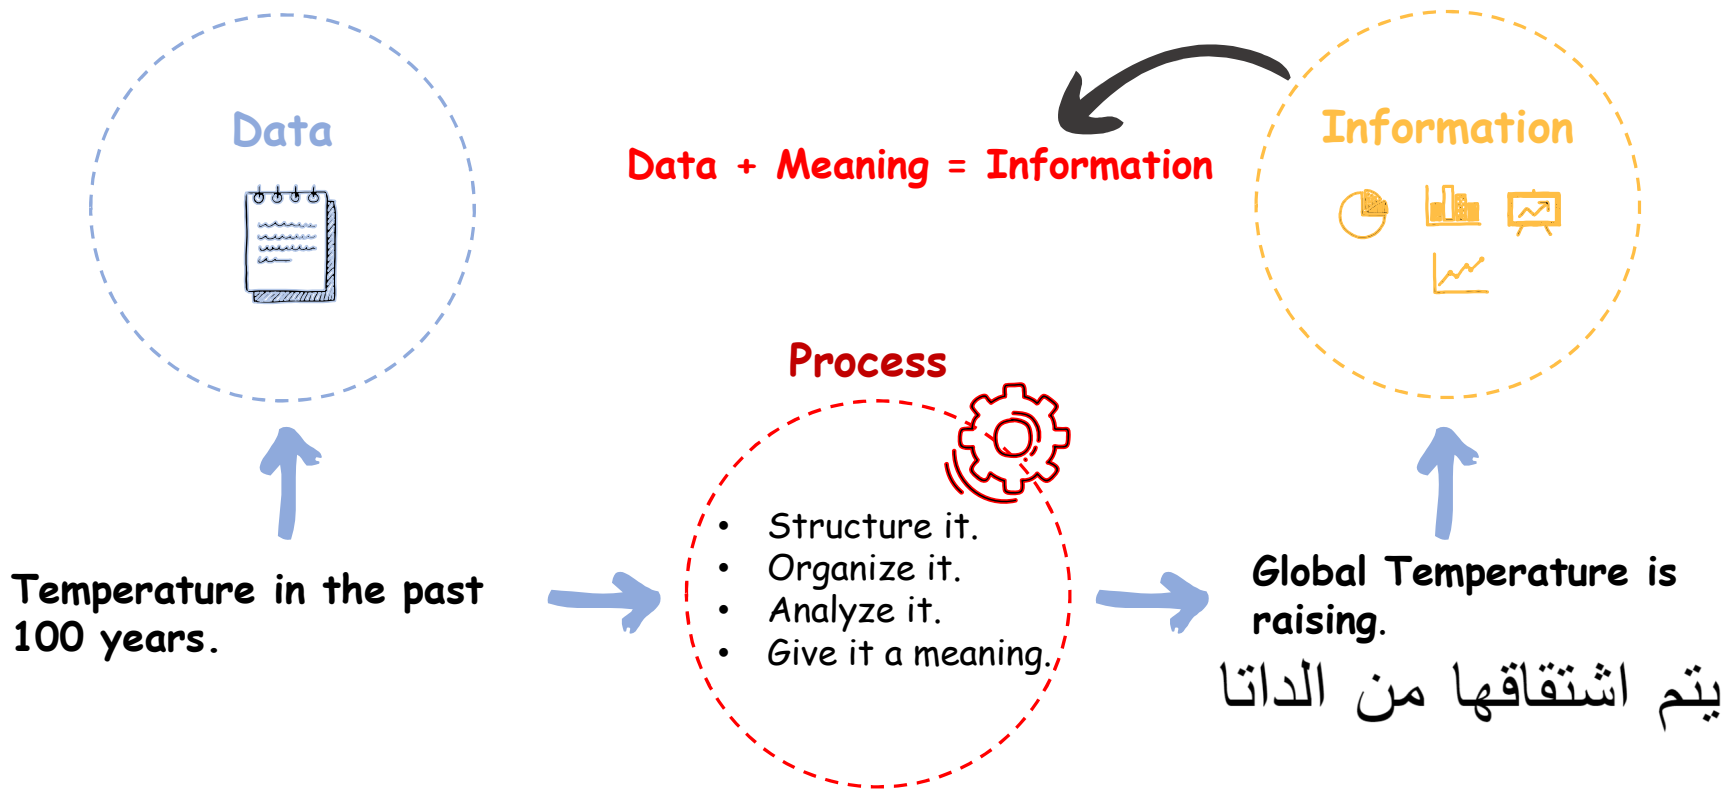 Data
Data + Meaning = Information
Information
Process
• Structure it.
• Organize it.
• Analyze it.
• Give it a meaning.
Temperature in the past
100 years.
Global Temperature is
raising.
يتم اشتقاقها من الداتا